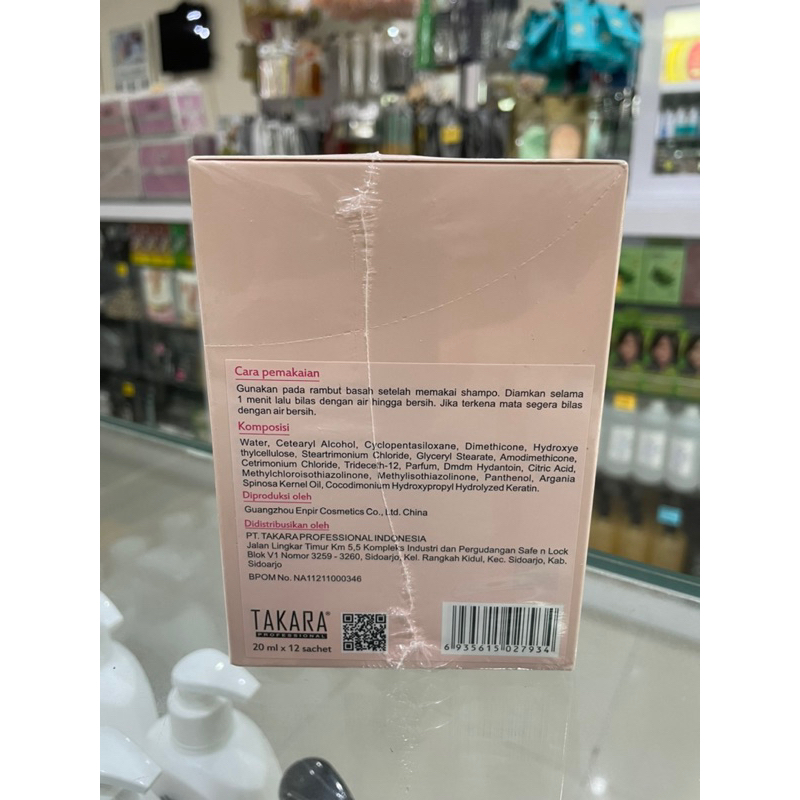 Cara pemakaian
Gunakan pada rambut basah setelah memakai shampo. Diamkan selama
1 menit lalu bilas dengan air hingga bersih. Jika terkena mata segera bilas
dengan air bersih.
Komposisi
Water, Cetearyl Alcohol, Cyclopentasiloxane, Dimethicone, Hydroxye
thylcellulose, Steartrimonium Chloride, Glyceryl Stearate, Amodimethicone,
Cetrimonium Chloride, Trideceth-12, Parfum, Dmdm Hydantoin, Citric Acid,
Methylchloroisothiazolinone, Methylisothiazolinone, Panthenol, Argania
Spinosa Kernel Oil, Cocodimonium Hydroxypropyl Hydrolyzed Keratin.
Diproduksi oleh
Guangzhou Enpir Cosmetics Co., Ltd. China
Didistribusikan oleh
PT. TAKARA PROFESSIONAL INDONESIA
Jalan Lingkar Timur Km 5,5 Kompleks Industri dan Pergudangan Safe n Lock
Blok V1 Nomor 3259 - 3260, Sidoarjo, Kel. Rangkah Kidul, Kec. Sidoarjo, Kab.
Sidoarjo
BPOM No. NA11211000346
TAKARA®
PROFESSIONAL
20 ml x 12 sachet
6 935615 027934